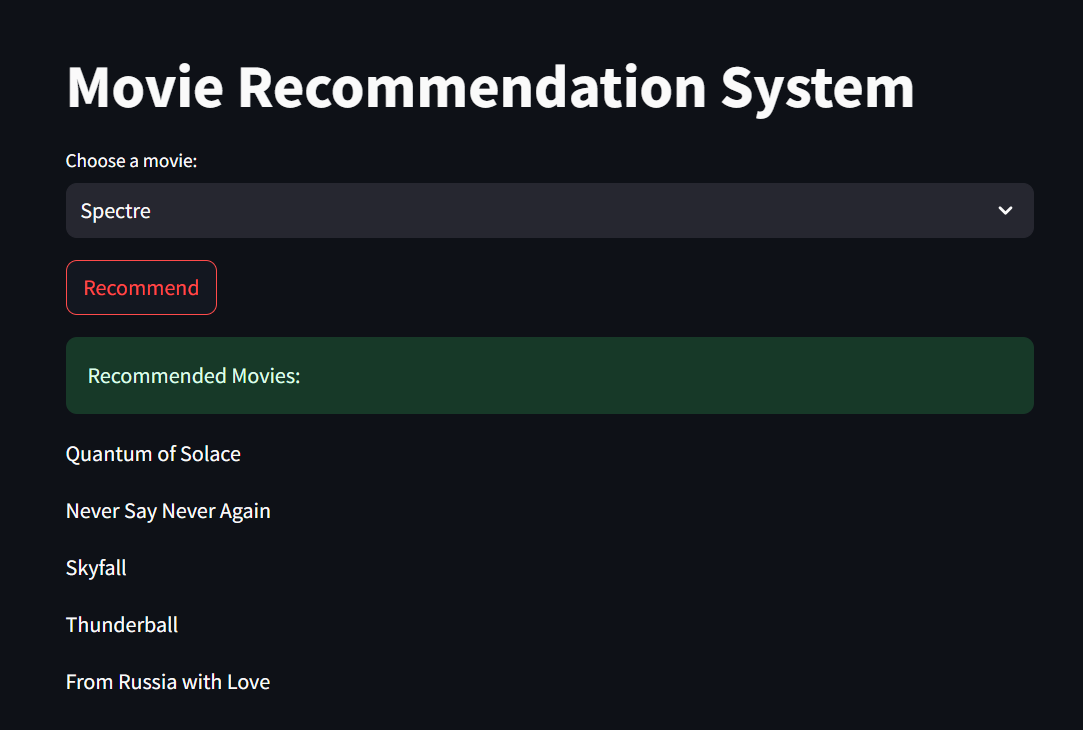 Movie Recommendation System
Choose a movie:
Spectre
Recommend
Recommended Movies:
Quantum of Solace
Never Say Never Again
Skyfall
Thunderball
From Russia with Love